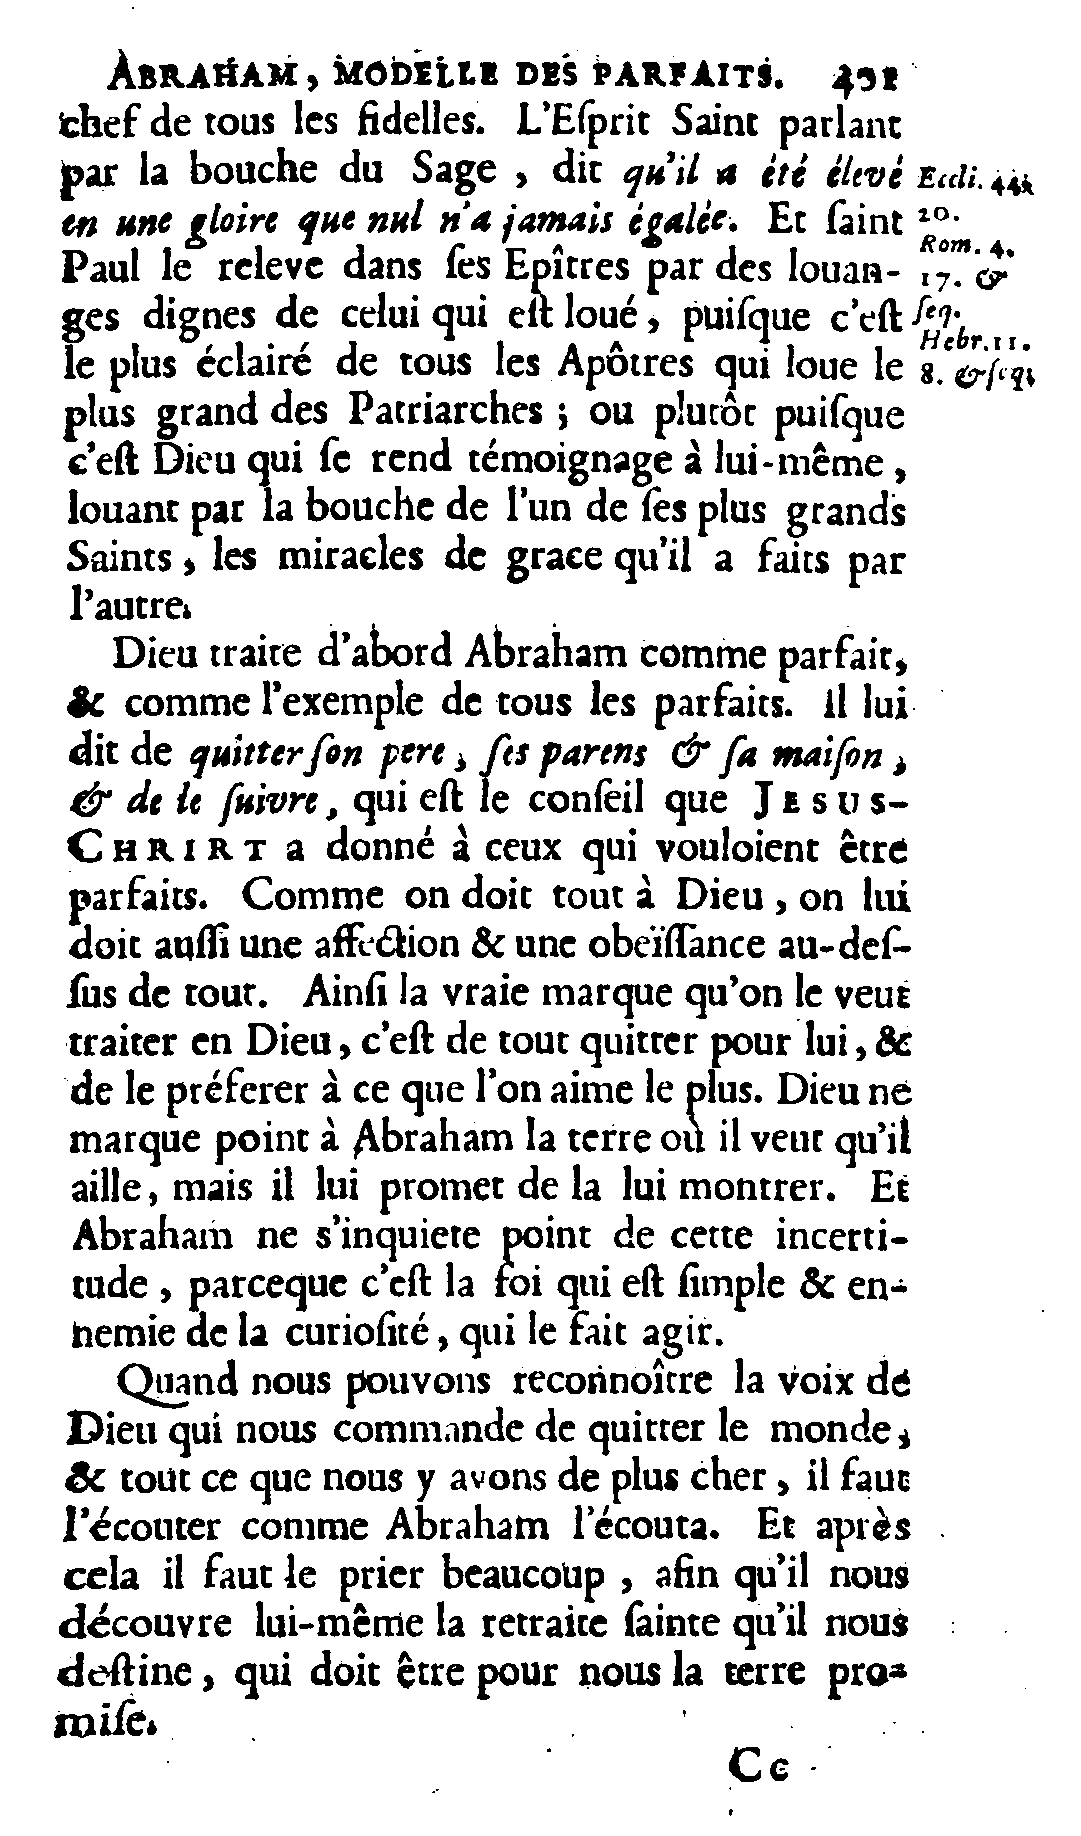 ABRAHAM, MODELLE DES PARFAITS. 401
chef de tous les fidelles. L'Eſprit Saint parlant
par la bouche du Sage, dit qu'il a été élevé
en une gloire que nul n'a jamais égalée. Et ſaint
Paul le releve dans ſes Epîtres par des louan-
ges dignes de celui qui eſt loué, puiſque c'eſt
le plus éclairé de tous les Apôtres qui loue le
plus grand des Patriarches ; ou plutôt puiſque
c'eſt Dieu qui ſe rend témoignage à lui-même,
louant par la bouche de l'un de ſes plus grands
Saints, les miracles de grace qu'il a faits par
l'autre.
Eccli. 44.
20.
Rom. 4.
17. &
ſeq.
Hebr. 11.
8. & ſeq.
Dieu traite d'abord Abraham comme parfait,
& comme l'exemple de tous les parfaits. Il lui
dit de quitter ſon pere, ſes parens & ſa maiſon,
& de le ſuivre, qui eſt le conſeil que JESUS-
CHRIRT a donné à ceux qui vouloient être
parfaits. Comme on doit tout à Dieu, on lui
doit auſſi une affection & une obeïſſance au-deſ-
ſus de tout. Ainſi la vraie marque qu'on le veut
traiter en Dieu, c'eſt de tout quitter pour lui, &
de le préferer à ce que l'on aime le plus. Dieu ne
marque point à Abraham la terre où il veut qu'il
aille, mais il lui promet de la lui montrer. Et
Abraham ne s'inquiete point de cette incerti-
tude, parceque c'eſt la foi qui eſt ſimple & en-
nemie de la curioſité, qui le fait agir.
Quand nous pouvons reconnoître la voix de
Dieu qui nous commande de quitter le monde,
& tout ce que nous y avons de plus cher, il faut
l'écouter comme Abraham l'écouta. Et après
cela il faut le prier beaucoup, afin qu'il nous
découvre lui-même la retraite ſainte qu'il nous
deſtine, qui doit être pour nous la terre pro-
miſe.
Cc